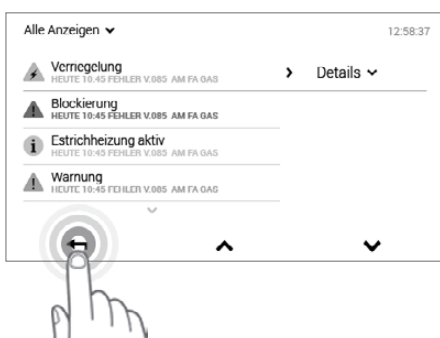 Alle Anzeigen
12:58:37
Verriegelung
HEUTE 10:45 FEHLER V.085 AM FA GAS
Details
Blockierung
HEUTE 10:45 FEHLER V.085 AM FA GAS
Estrichheizung aktiv
HEUTE 10:45 FEHLER V.085 AM FA GAS
Warnung
HEUTE 10:45 FEHLER V.085 AM FA GAS